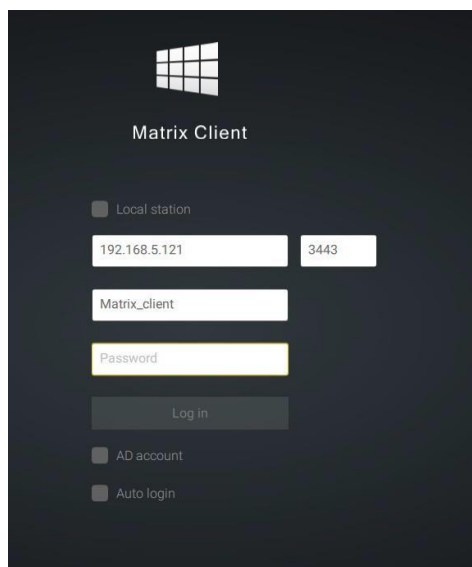 Matrix Client
Local station
192.168.5.121 3443
Matrix_client
Password
Log in
AD account
Auto login